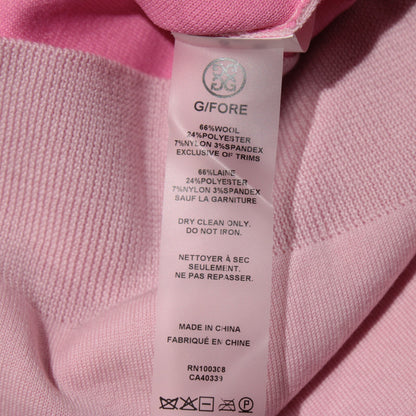 G/FORE
66%WOOL
24%POLYESTER
7%NYLON 3%SPANDEX
EXCLUSIVE OF TRIMS
66%LAINE
24%POLYESTER
7%NYLON 3%SPANDEX
SAUF LA GARNITURE
DRY CLEAN ONLY.
DO NOT IRON.
NETTOYER À SEC
SEULEMENT.
NE PAS REPASSER.
MADE IN CHINA
FABRIQUÉ EN CHINE
RN100308
CA40339